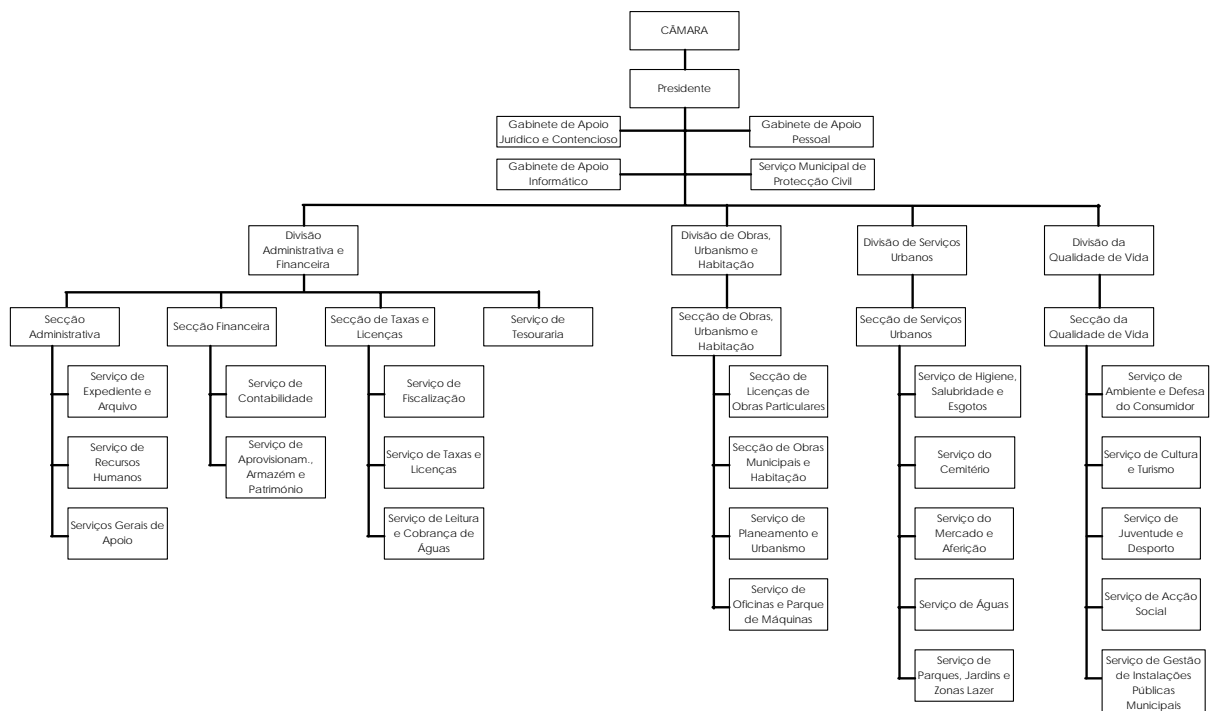 CÂMARA
Presidente
Gabinete de Apoio
Jurídico e Contencioso
Gabinete de Apoio
Pessoal
Gabinete de Apoio
Informático
Serviço Municipal de
Protecção Civil
Divisão
Administrativa e
Financeira
Divisão de Obras,
Urbanismo e
Habitação
Divisão de Serviços
Urbanos
Divisão da
Qualidade de Vida
Secção
Administrativa
Secção Financeira
Secção de Taxas e
Licenças
Serviço de
Tesouraria
Secção de Obras,
Urbanismo e
Habitação
Secção de Serviços
Urbanos
Secção da
Qualidade de Vida
Serviço de
Expediente e
Arquivo
Serviço de
Contabilidade
Serviço de
Fiscalização
Secção de
Licenças de
Obras Particulares
Serviço de Higiene,
Salubridade e
Esgotos
Serviço de
Ambiente e Defesa
do Consumidor
Serviço de
Recursos
Humanos
Serviço de
Aprovisionam.,
Armazém e
Património
Serviço de Taxas e
Licenças
Secção de Obras
Municipais e
Habitação
Serviço do
Cemitério
Serviço de Cultura
e Turismo
Serviços Gerais de
Apoio
Serviço de Leitura
e Cobrança de
Águas
Serviço de
Planeamento e
Urbanismo
Serviço do
Mercado e
Aferição
Serviço de
Juventude e
Desporto
Serviço de
Oficinas e Parque
de Máquinas
Serviço de Águas
Serviço de Acção
Social
Serviço de
Parques, Jardins e
Zonas Lazer
Serviço de Gestão
de Instalações
Públicas
Municipais